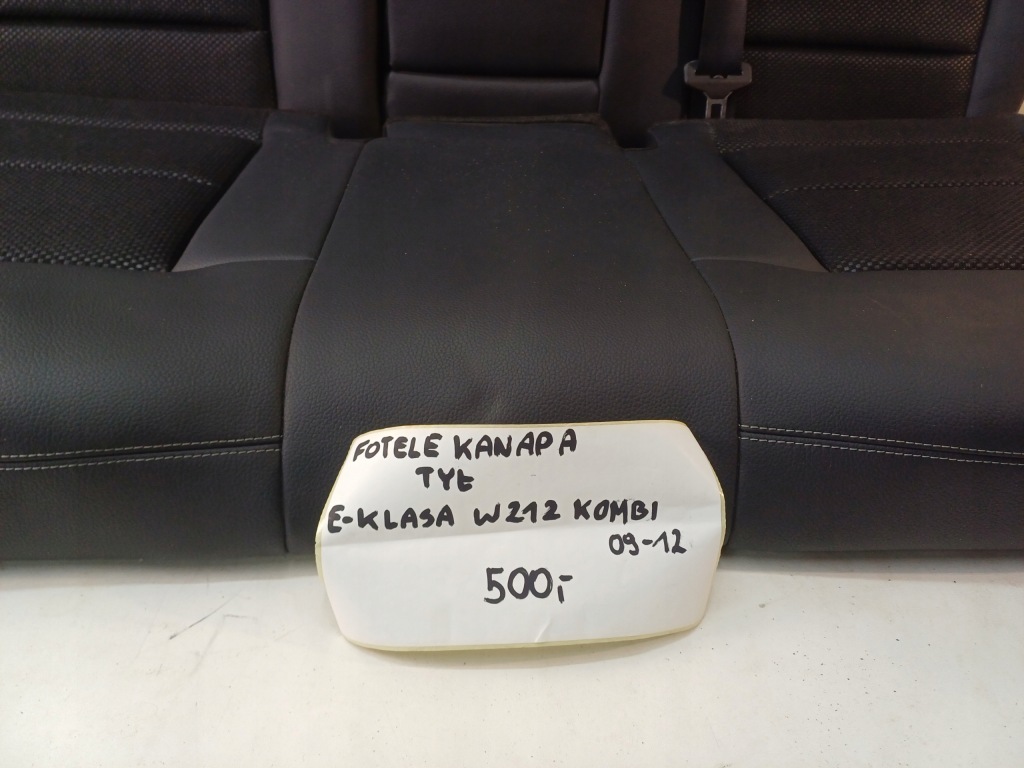 FOTELE KANAPA
TYŁ
E-KLASA W212 KOMBI
09-12
500,-